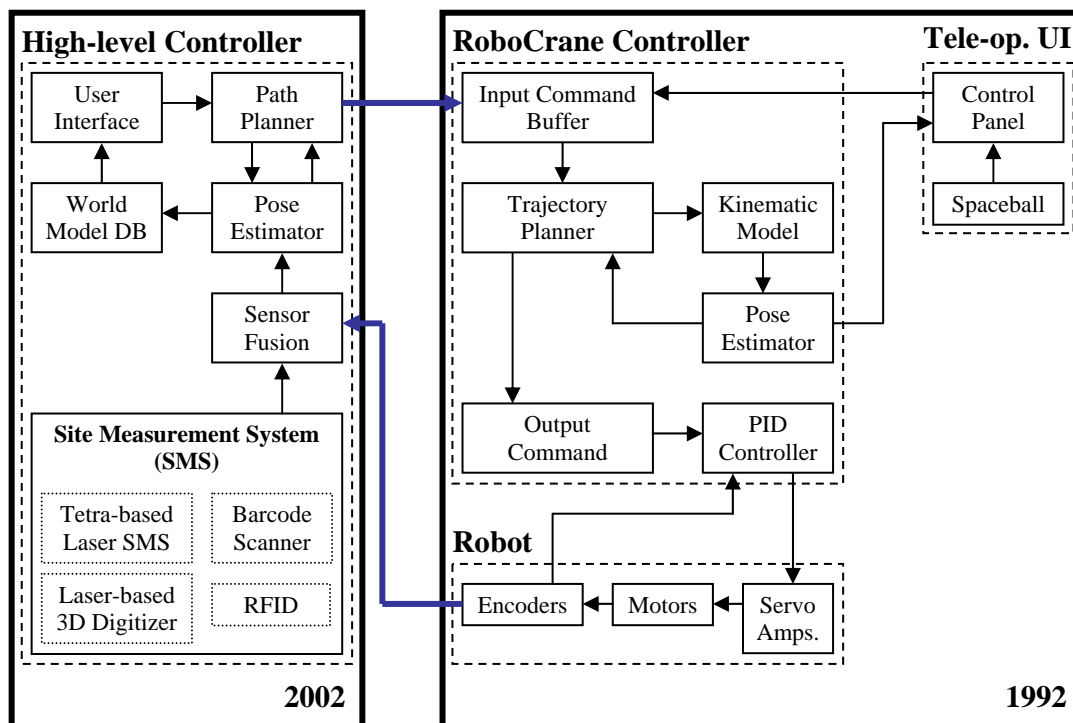 High-level Controller
User
Interface
Path
Planner
World
Model DB
Pose
Estimator
Sensor
Fusion
Site Measurement System
(SMS)
Tetra-based
Laser SMS
Barcode
Scanner
Laser-based
3D Digitizer
RFID
2002
RoboCrane Controller
Input Command
Buffer
Trajectory
Planner
Kinematic
Model
Pose
Estimator
Output
Command
PID
Controller
Robot
Encoders
Motors
Servo
Amps.
Tele-op. UI
Control
Panel
Spaceball
1992